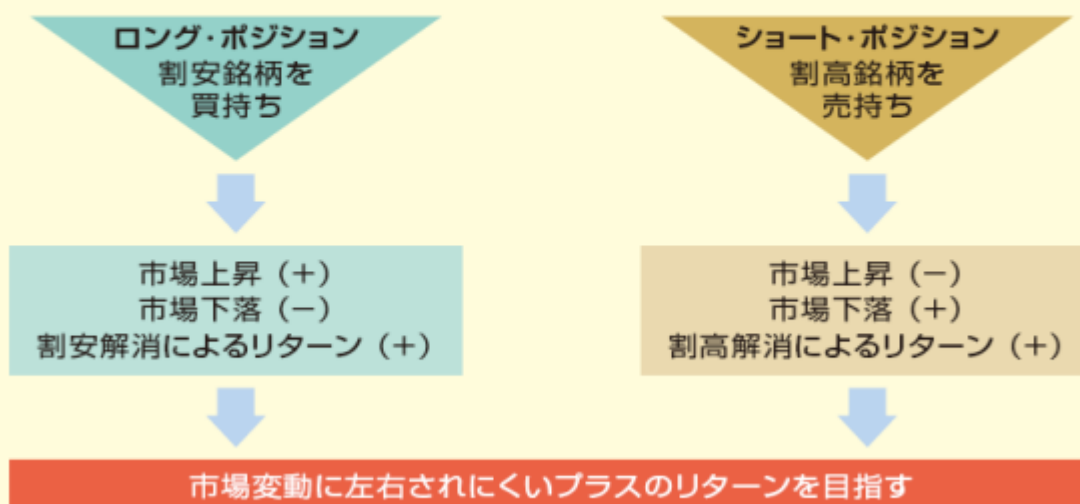 ロング・ポジション
割安銘柄を
買持ち
ショート・ポジション
割高銘柄を
売持ち
市場上昇（＋）
市場下落（－）
割安解消によるリターン（＋）
市場上昇（－）
市場下落（＋）
割高解消によるリターン（＋）
市場変動に左右されにくいプラスのリターンを目指す